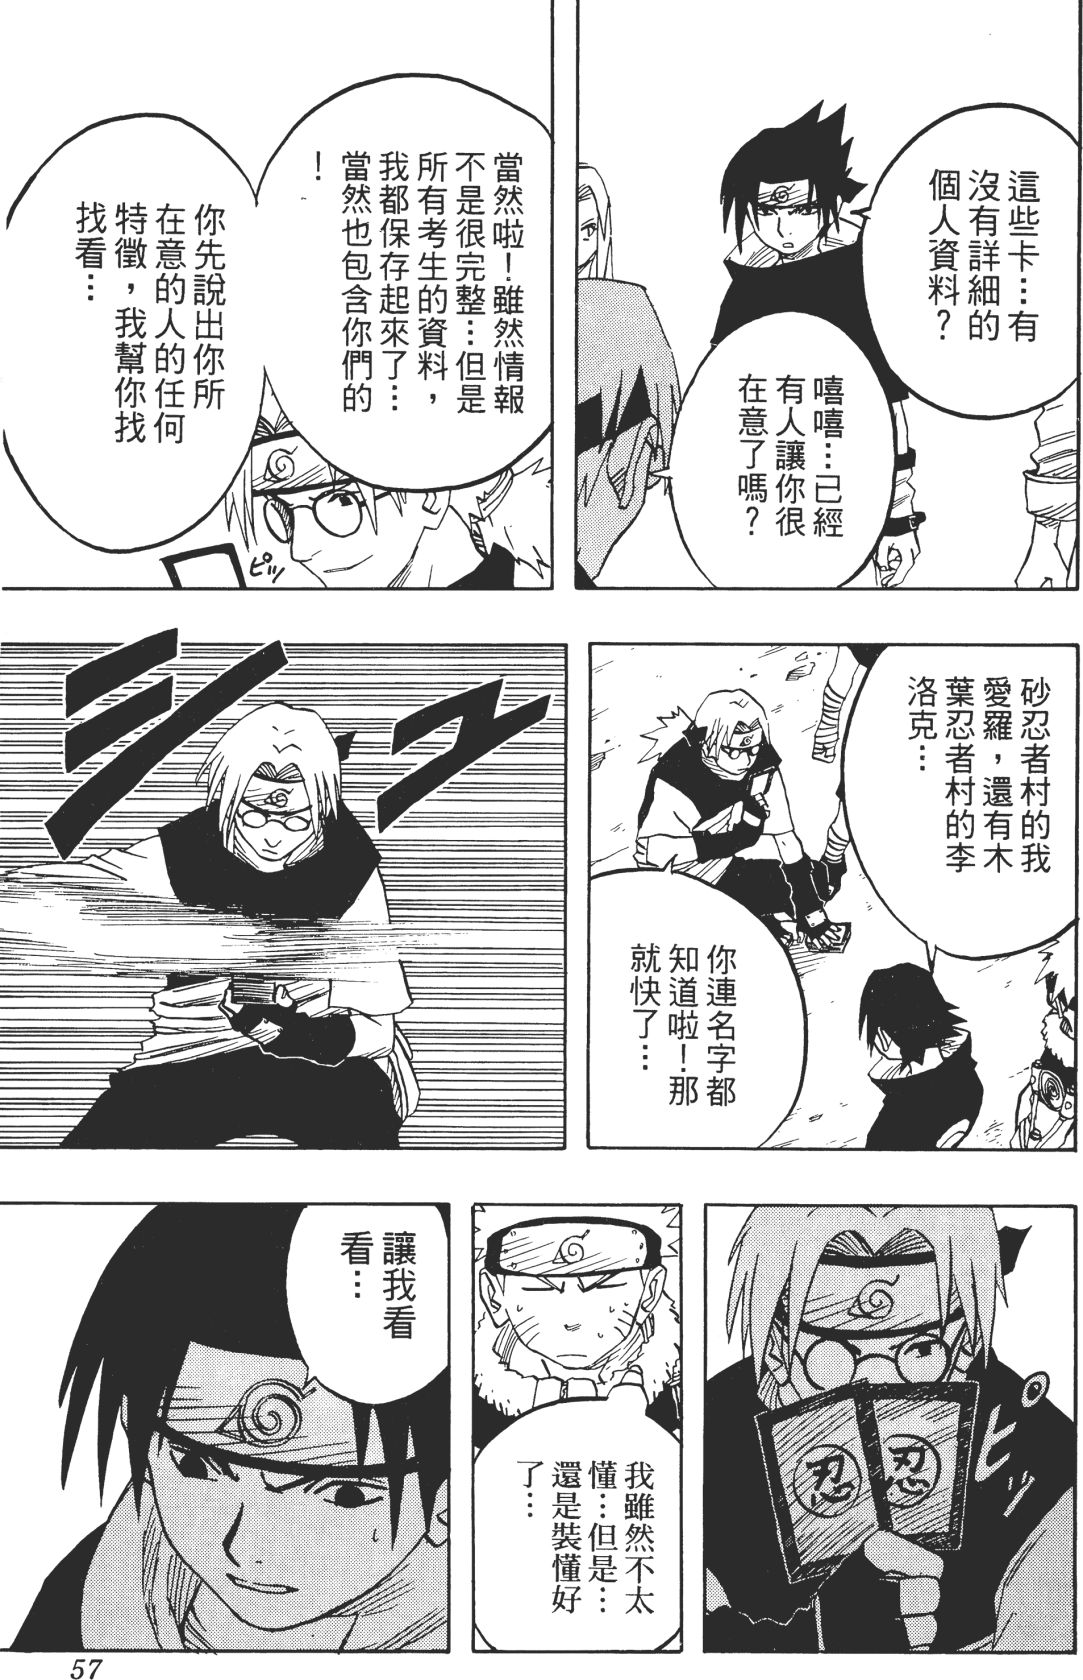 這些卡…有
沒有詳細的
個人資料？
嘻嘻…已經
有人讓你很
在意了嗎？
當然啦！雖然情報
不是很完整…但是
所有考生的資料，
我都保存起來了…
當然也包含你們的
！
你先說出你所
在意的人的任何
特徵，我幫你找
找看…
ピッ
砂忍者村的我
愛羅，還有木
葉忍者村的李
洛克…
你連名字都
知道啦！那
就快了…
シュ
ピッ
忍
忍
我雖然不太
懂…但是…
還是裝懂好
了…
讓我看
看…
57